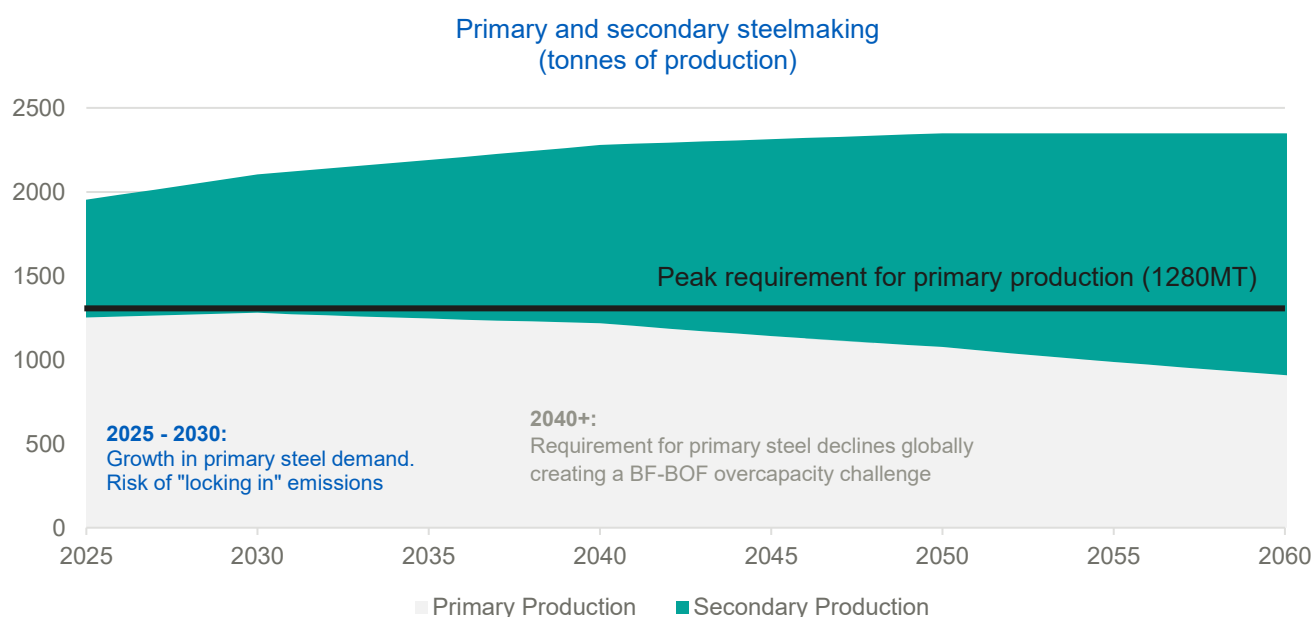 Primary and secondary steelmaking
(tonnes of production)
2500
2000
1500
1000
500
0
Peak requirement for primary production (1280MT)
2025 - 2030:
Growth in primary steel demand.
Risk of "locking in" emissions
2040+:
Requirement for primary steel declines globally
creating a BF-BOF overcapacity challenge
2025 2030 2035 2040 2045 2050 2055 2060
Primary Production Secondary Production